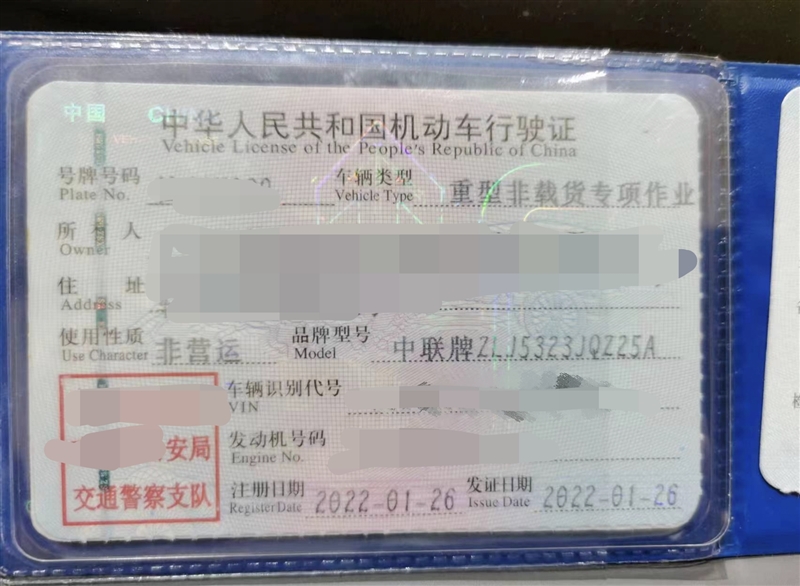 中国
中华人民共和国机动车行驶证
Vehicle License of the People's Republic of China
号牌号码 车辆类型 重型非载货专项作业
Plate No. Vehicle Type
所 人
Owner
住 址
Address
使用性质 非营运 品牌型号 中联牌ZLJ5323JQZ25A
Use Character Model
车辆识别代号
VIN
安局 发动机号码
Engine No.
交通警察支队 注册日期 2022-01-26 发证日期 2022-01-26
Register Date Issue Date